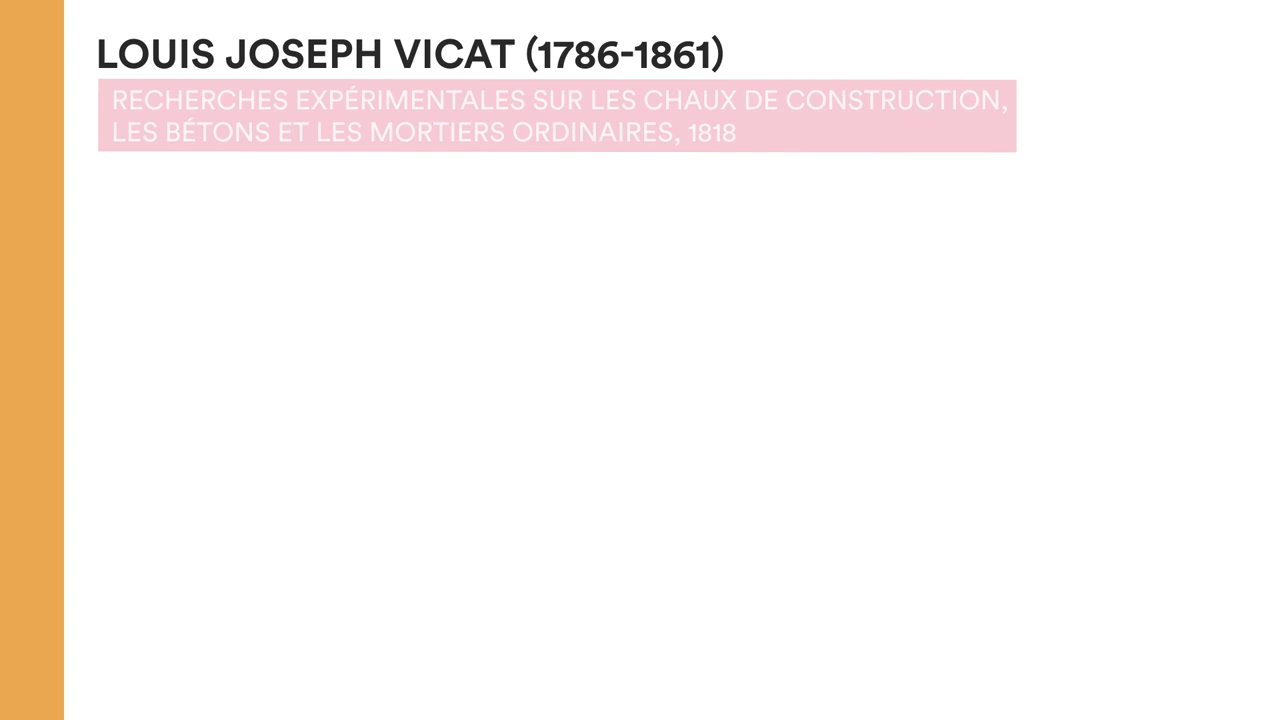 LOUIS JOSEPH VICAT (1786-1861)
RECHERCHES EXPÉRIMENTALES SUR LES CHAUX DE CONSTRUCTION,
LES BÉTONS ET LES MORTIERS ORDINAIRES, 1818